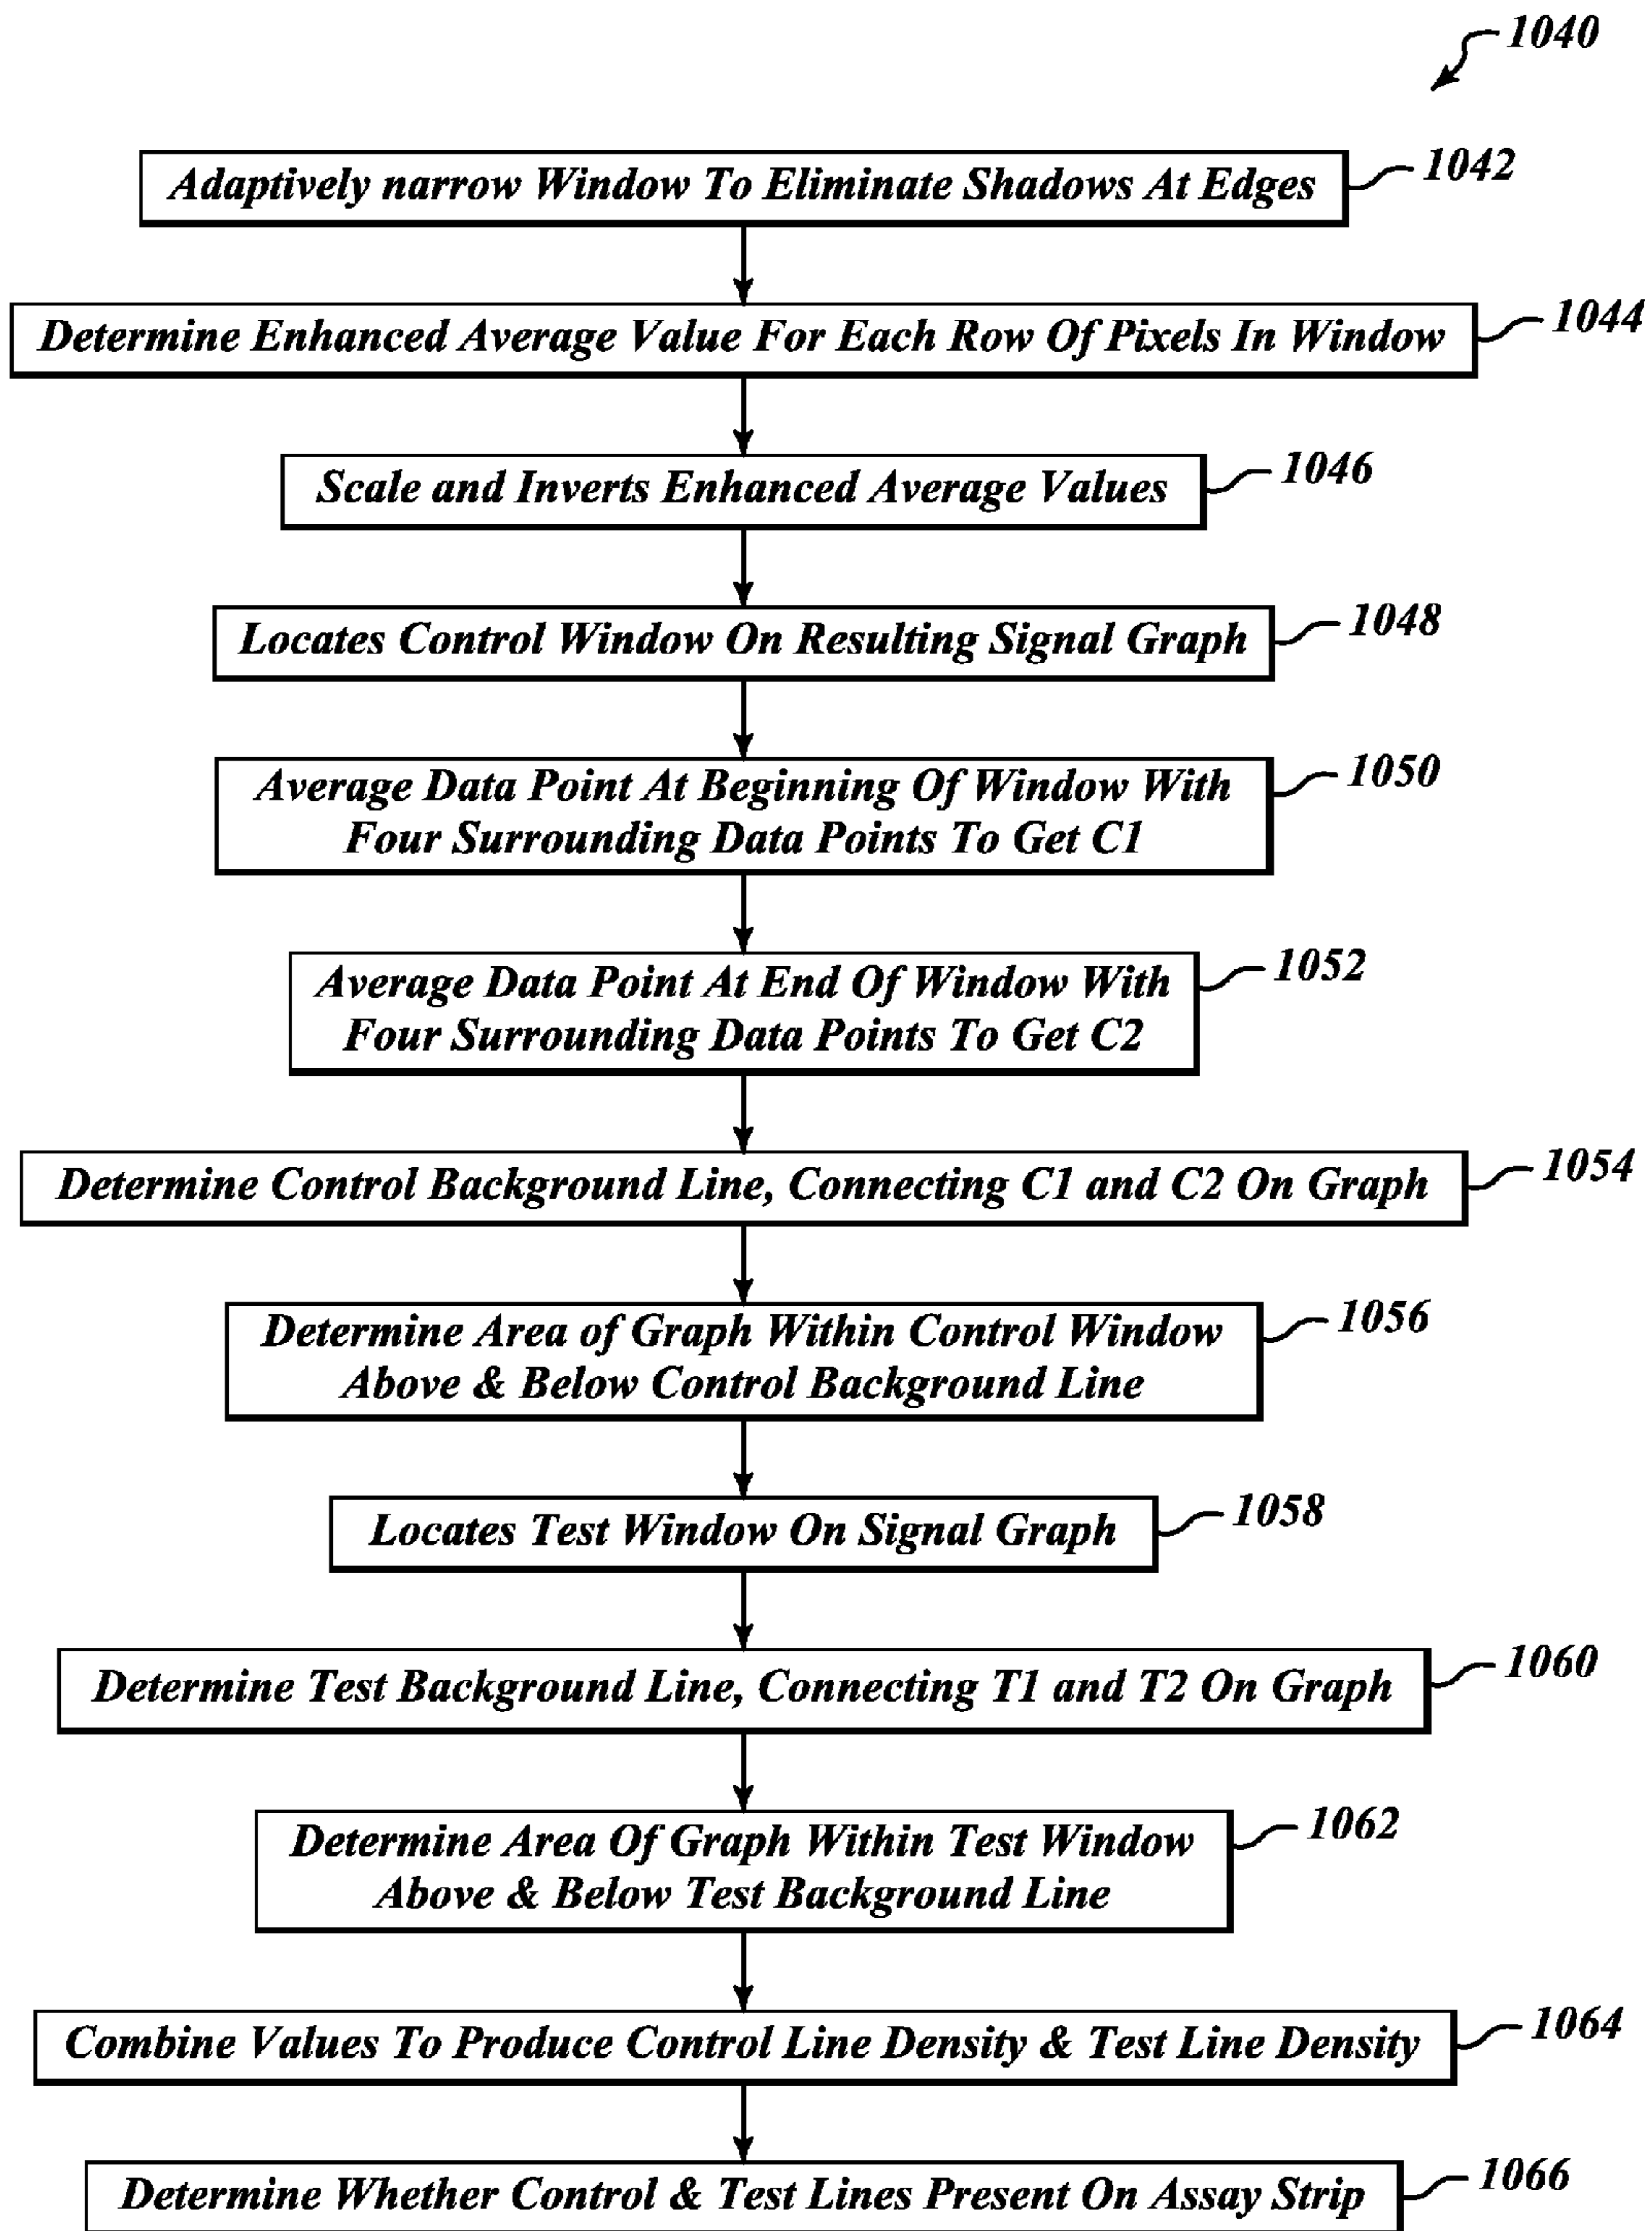 1040
Adaptively narrow Window To Eliminate Shadows At Edges
1042
Determine Enhanced Average Value For Each Row Of Pixels In Window
1044
Scale and Inverts Enhanced Average Values
1046
Locates Control Window On Resulting Signal Graph
1048
Average Data Point At Beginning Of Window With
Four Surrounding Data Points To Get C1
1050
Average Data Point At End Of Window With
Four Surrounding Data Points To Get C2
1052
Determine Control Background Line, Connecting C1 and C2 On Graph
1054
Determine Area of Graph Within Control Window
Above & Below Control Background Line
1056
Locates Test Window On Signal Graph
1058
Determine Test Background Line, Connecting T1 and T2 On Graph
1060
Determine Area Of Graph Within Test Window
Above & Below Test Background Line
1062
Combine Values To Produce Control Line Density & Test Line Density
1064
Determine Whether Control & Test Lines Present On Assay Strip
1066